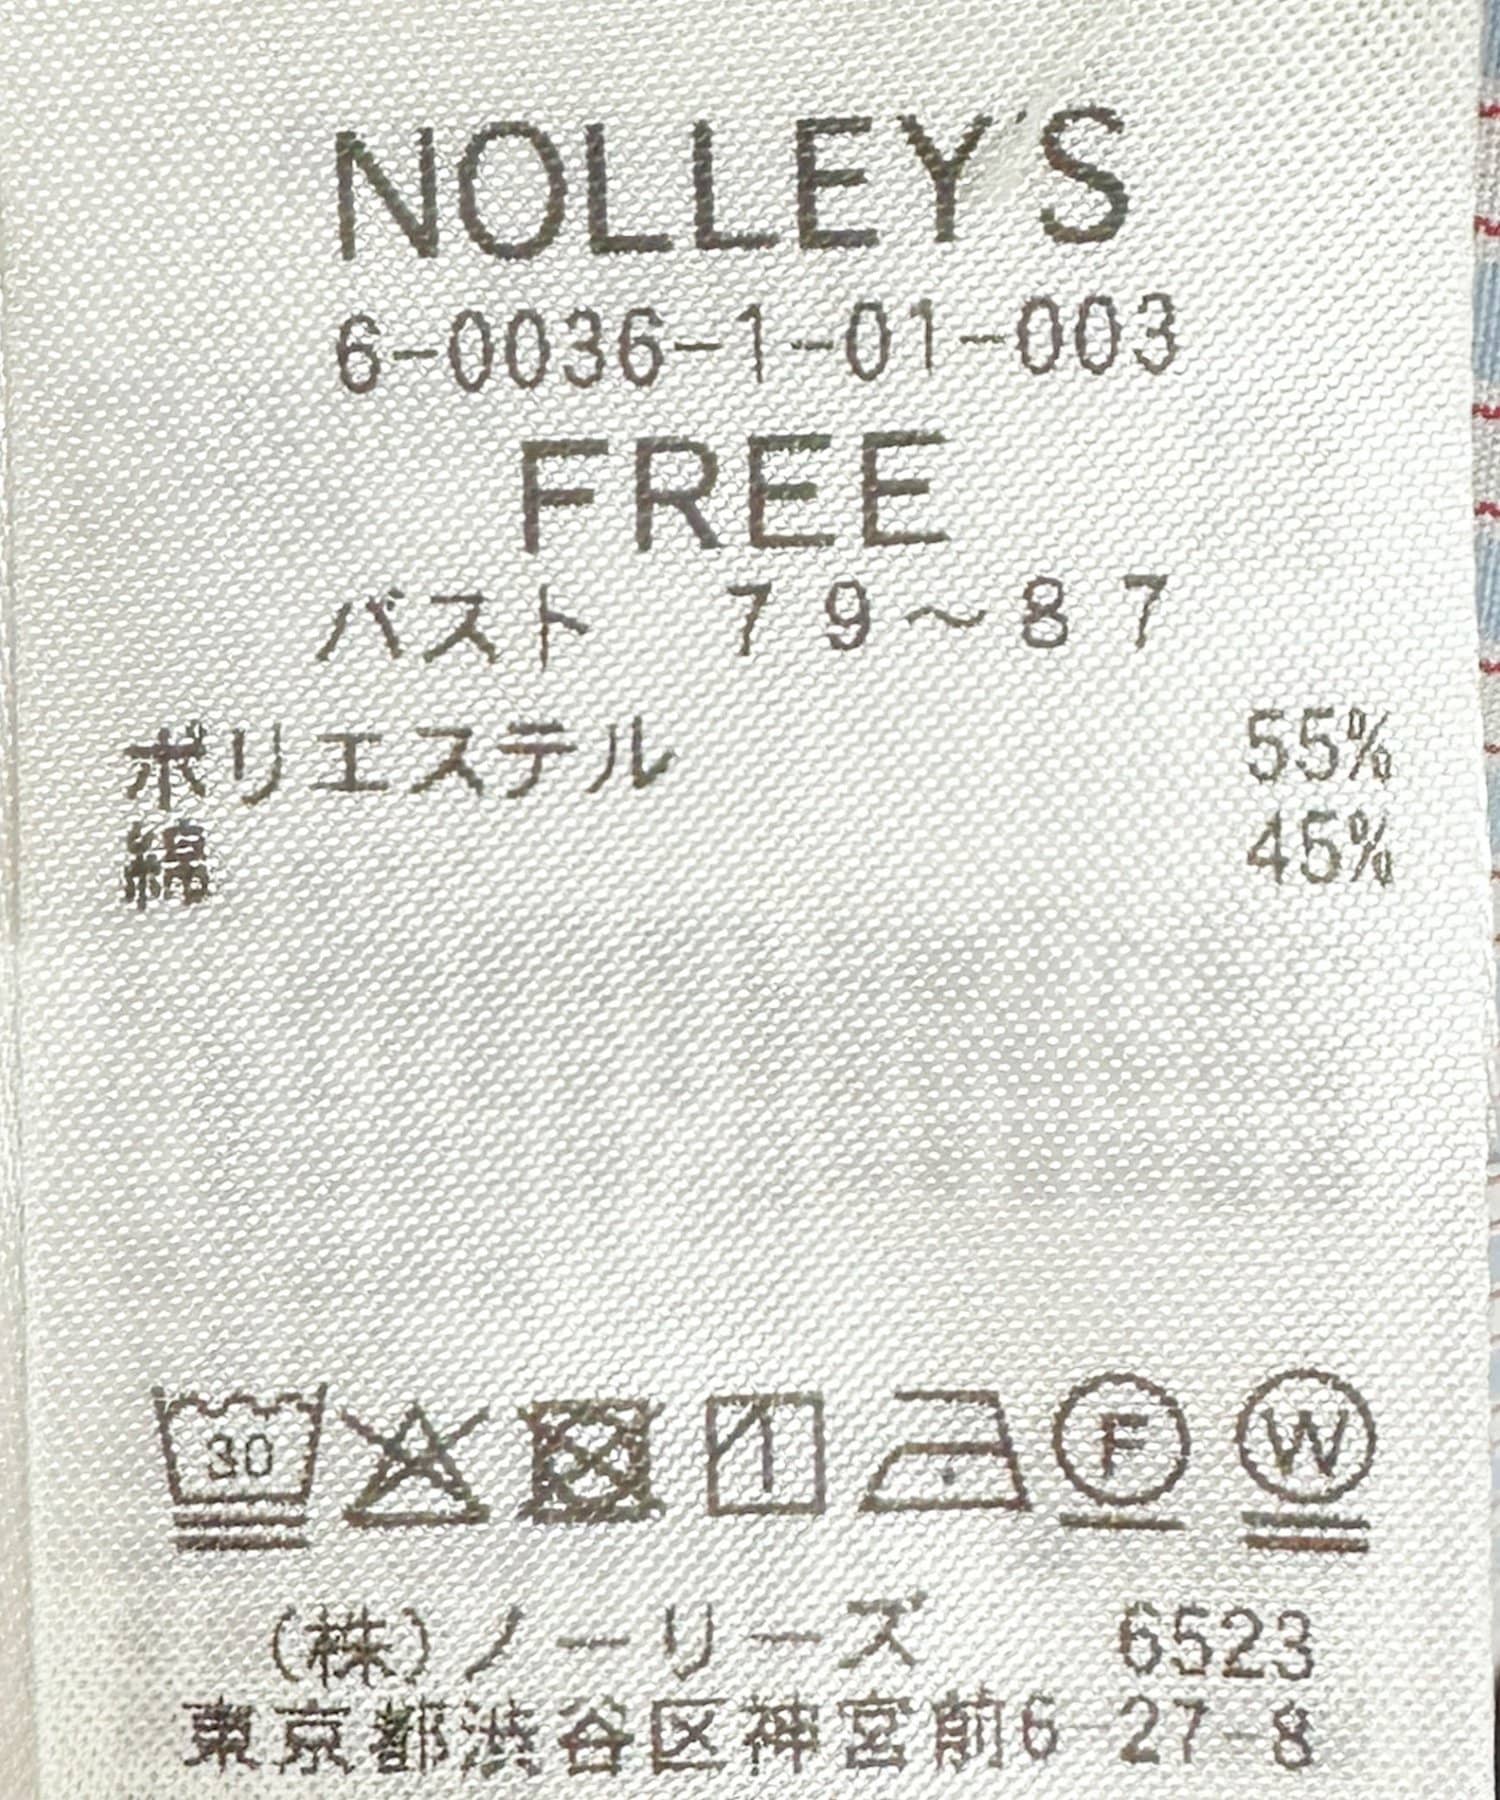 NOLLEY'S
6-0036-1-01-003
FREE
バスト 79～87
ポリエステル 55%
綿 45%
30 F W
(株)ノーリーズ 6523
東京都渋谷区神宮前6-27-8